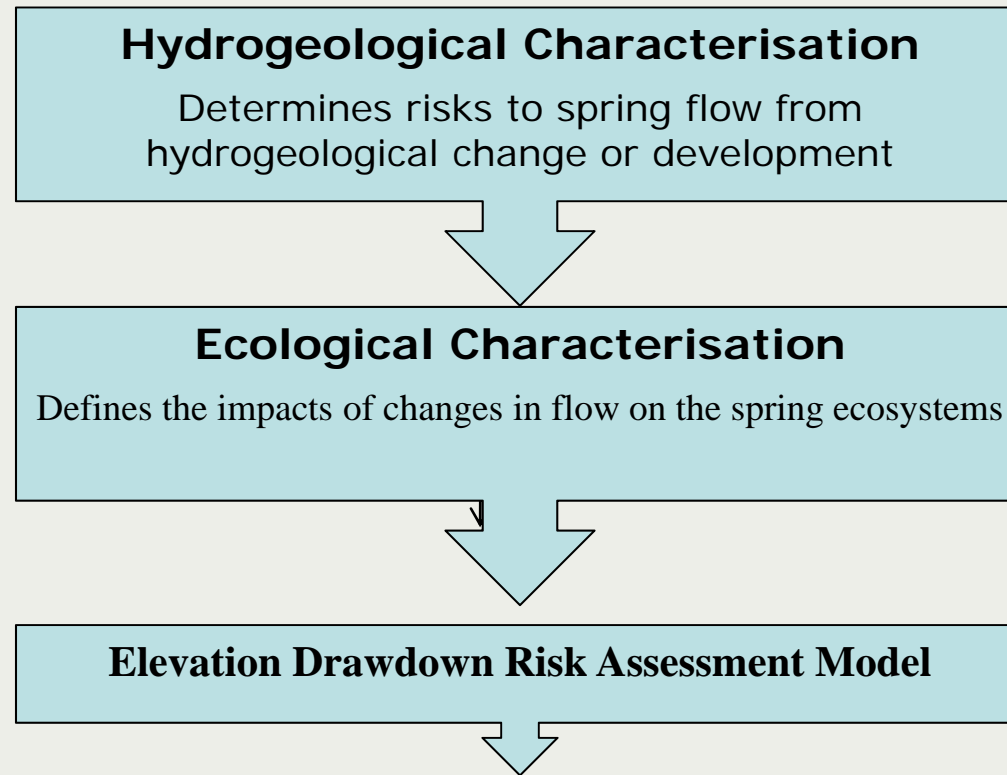 Hydrogeological Characterisation
Determines risks to spring flow from
hydrogeological change or development
Ecological Characterisation
Defines the impacts of changes in flow on the spring ecosystems
Elevation Drawdown Risk Assessment Model